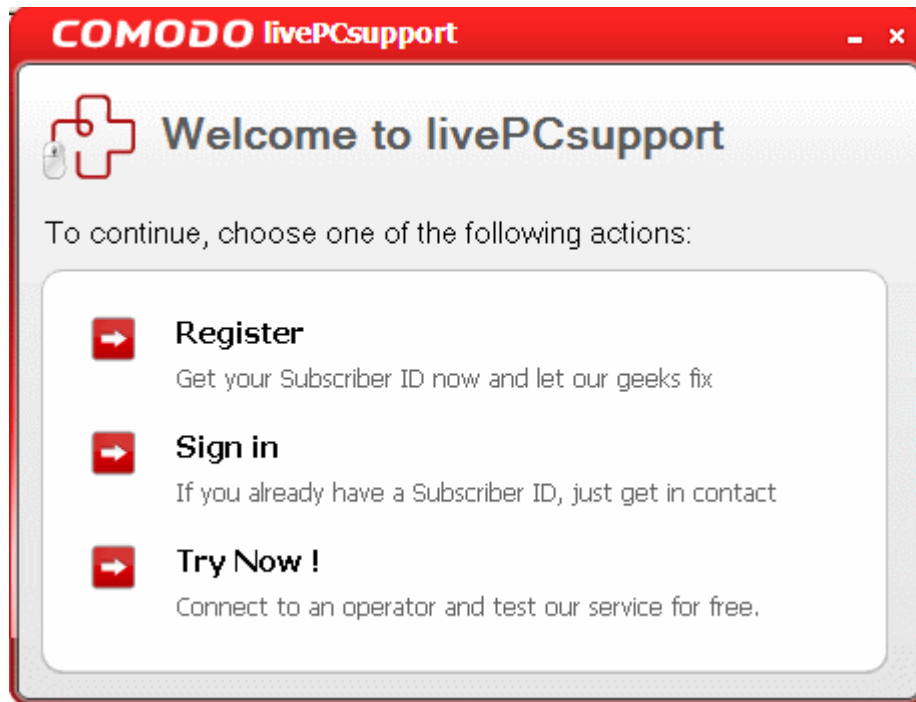 COMODO livePCsupport
Welcome to livePCsupport
To continue, choose one of the following actions:
Register
Get your Subscriber ID now and let our geeks fix
Sign in
If you already have a Subscriber ID, just get in contact
Try Now !
Connect to an operator and test our service for free.